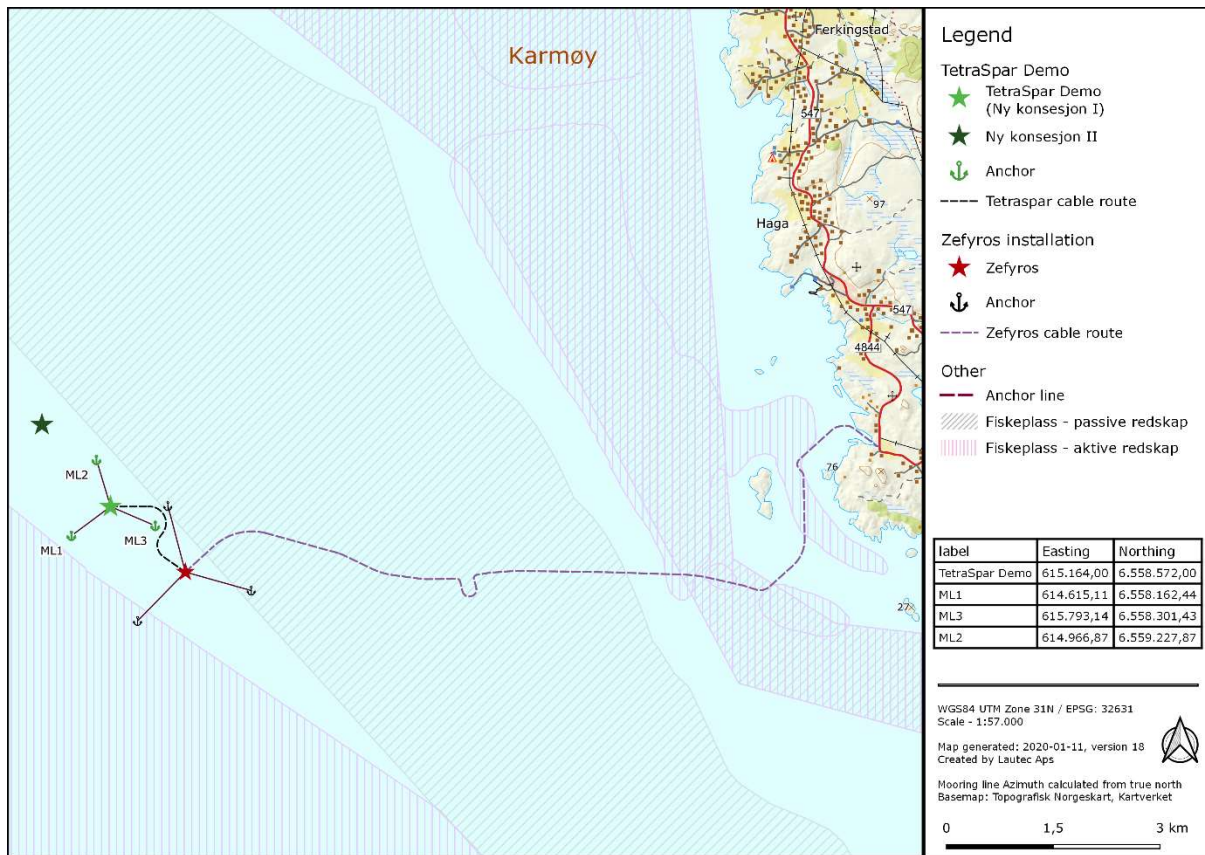 Karmøy
Ferkingstad
547
97
Haga
547
4844
76
27
ML2
ML1
ML3
Legend
TetraSpar Demo
TetraSpar Demo
(Ny konsesjon I)
Ny konsesjon II
Anchor
Tetraspar cable route
Zefyros installation
Zefyros
Anchor
Zefyros cable route
Other
Anchor line
Fiskeplass - passive redskap
Fiskeplass - aktive redskap
label Easting Northing
TetraSpar Demo 615.164,00 6.558.572,00
ML1 614.615,11 6.558.162,44
ML3 615.793,14 6.558.301,43
ML2 614.966,87 6.559.227,87
WGS84 UTM Zone 31N / EPSG: 32631
Scale - 1:57.000
Map generated: 2020-01-11, version 18
Created by Lautec Aps
Mooring line Azimuth calculated from true north
Basemap: Topografisk Norgeskart, Kartverket
0 1,5 3 km